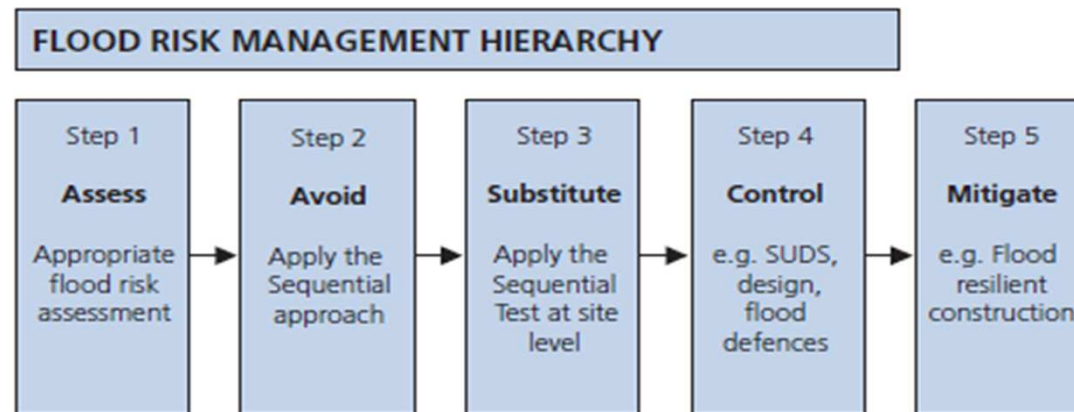 FLOOD RISK MANAGEMENT HIERARCHY
Step 1
Assess
Appropriate
flood risk
assessment
Step 2
Avoid
Apply the
Sequential
approach
Step 3
Substitute
Apply the
Sequential
Test at site
level
Step 4
Control
e.g. SUDS,
design,
flood
defences
Step 5
Mitigate
e.g. Flood
resilient
construction